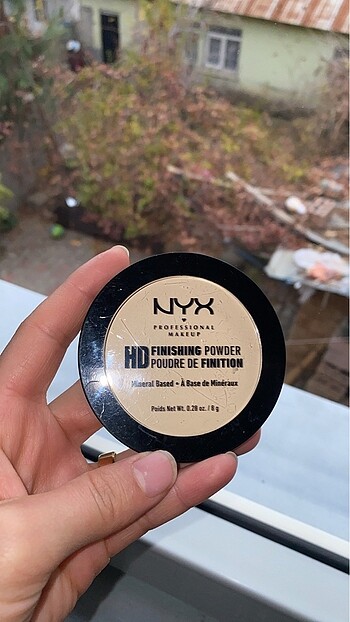 NYX
PROFESSIONAL
MAKEUP
HD FINISHING POWDER
POUDRE DE FINITION
Mineral Based • À Base de Minéraux
Poids Net Wt. 0.28 oz. / 8 g